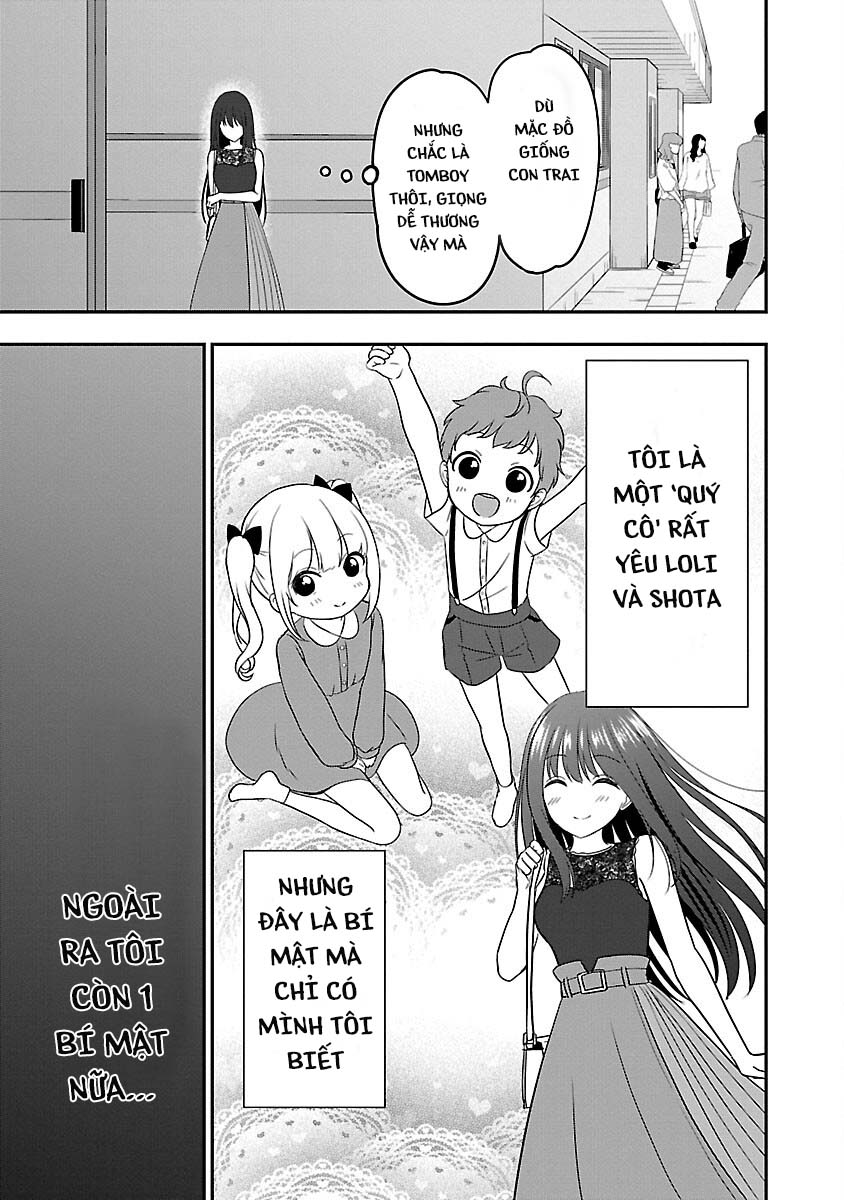 DÙ
MẶC ĐỒ
GIỐNG
CON TRAI
NHƯNG
CHẮC LÀ
TOMBOY
THÔI, GIỌNG
DỄ THƯƠNG
VẬY MÀ
TÔI LÀ
MỘT 'QUÝ
CÔ' RẤT
YÊU LOLI
VÀ SHOTA
NHƯNG
ĐÂY LÀ BÍ
MẬT MÀ
CHỈ CÓ
MÌNH TÔI
BIẾT
NGOÀI
RA TÔI
CÒN 1
BÍ MẬT
NỮA...